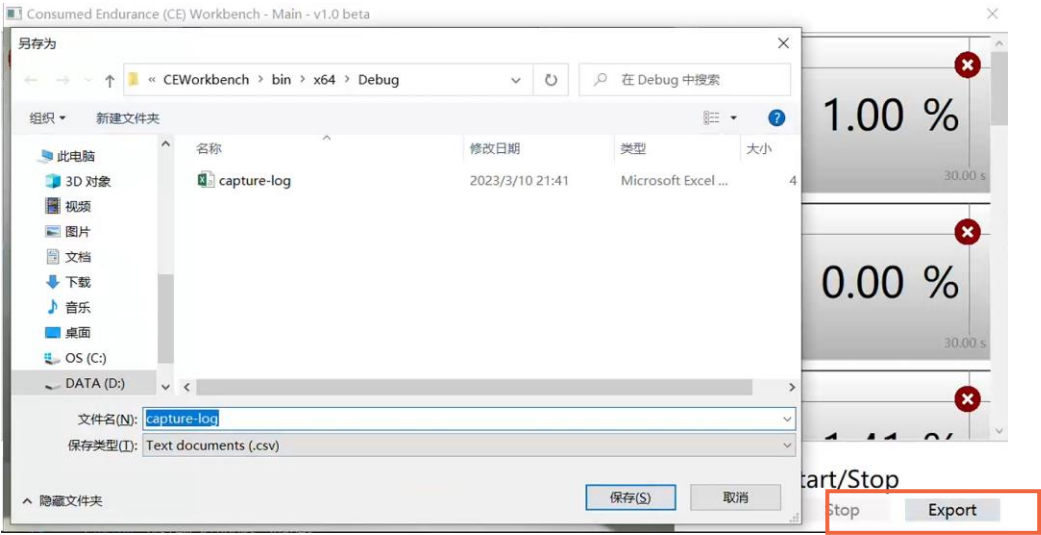 Consumed Endurance (CE) Workbench - Main - v1.0 beta
另存为
« CEWorkbench > bin > x64 > Debug
在 Debug 中搜索
组织
新建文件夹
名称
修改日期
类型
大小
capture-log
2023/3/10 21:41
Microsoft Excel ...
4
此电脑
3D 对象
视频
图片
文档
下载
音乐
桌面
OS (C:)
DATA (D:)
文件名(N):
capture-log
保存类型(T):
Text documents (.csv)
隐藏文件夹
保存(S)
取消
1.00 %
30.00 s
0.00 %
30.00 s
tart/Stop
Stop
Export